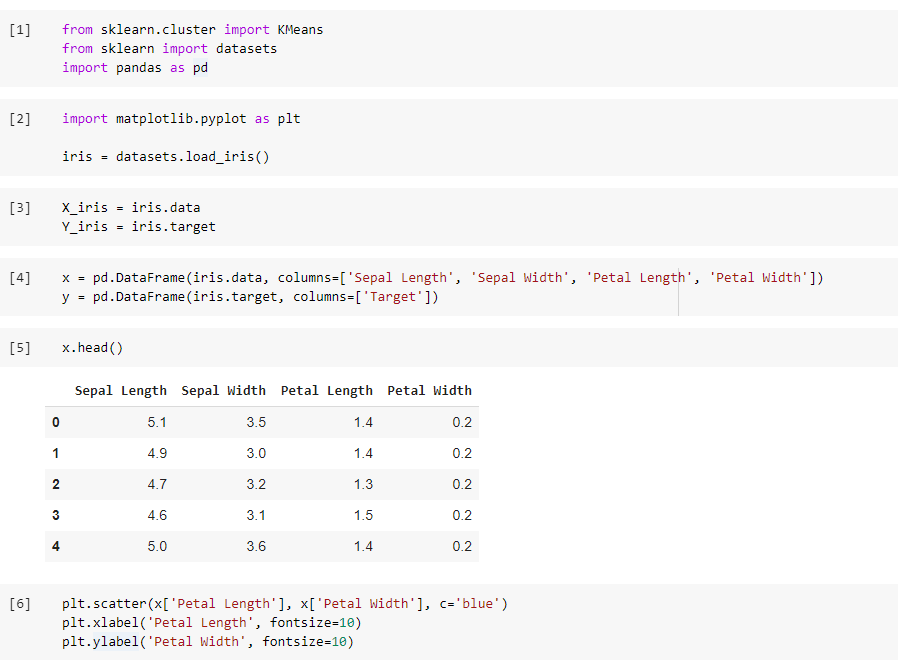 [1] from sklearn.cluster import KMeans
from sklearn import datasets
import pandas as pd
[2] import matplotlib.pyplot as plt
iris = datasets.load_iris()
[3] X_iris = iris.data
Y_iris = iris.target
[4] x = pd.DataFrame(iris.data, columns=['Sepal Length', 'Sepal Width', 'Petal Length', 'Petal Width'])
y = pd.DataFrame(iris.target, columns=['Target'])
[5] x.head()
Sepal Length Sepal Width Petal Length Petal Width
0 5.1 3.5 1.4 0.2
1 4.9 3.0 1.4 0.2
2 4.7 3.2 1.3 0.2
3 4.6 3.1 1.5 0.2
4 5.0 3.6 1.4 0.2
[6] plt.scatter(x['Petal Length'], x['Petal Width'], c='blue')
plt.xlabel('Petal Length', fontsize=10)
plt.ylabel('Petal Width', fontsize=10)